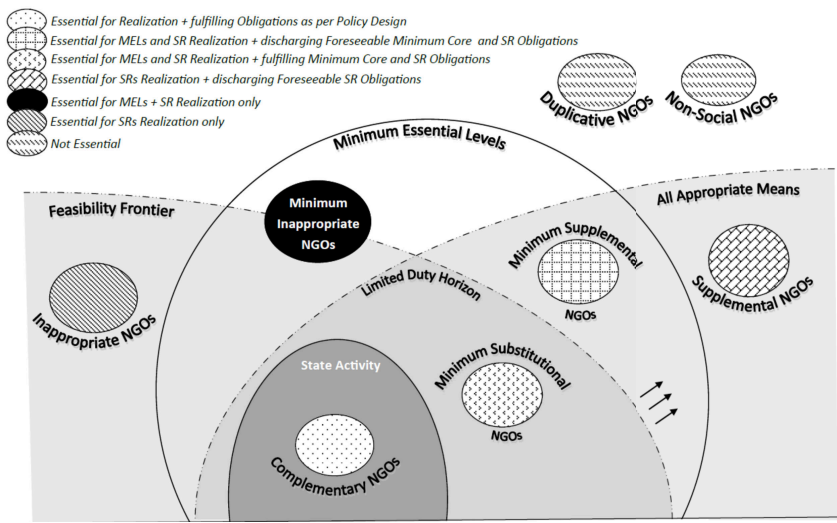 Essential for Realization + fulfilling Obligations as per Policy Design
Essential for MELs and SR Realization + discharging Foreseeable Minimum Core and SR Obligations
Essential for MELs and SR Realization + fulfilling Minimum Core and SR Obligations
Essential for SRs Realization + discharging Foreseeable SR Obligations
Essential for MELs + SR Realization only
Essential for SRs Realization only
Not Essential
Duplicative NGOs
Non-Social NGOs
Minimum Essential Levels
Feasibility Frontier
All Appropriate Means
Minimum
Inappropriate
NGOs
Minimum Supplemental
NGOs
Limited Duty Horizon
Supplemental NGOs
Inappropriate NGOs
State Activity
Minimum Substitutional
NGOs
Complementary NGOs